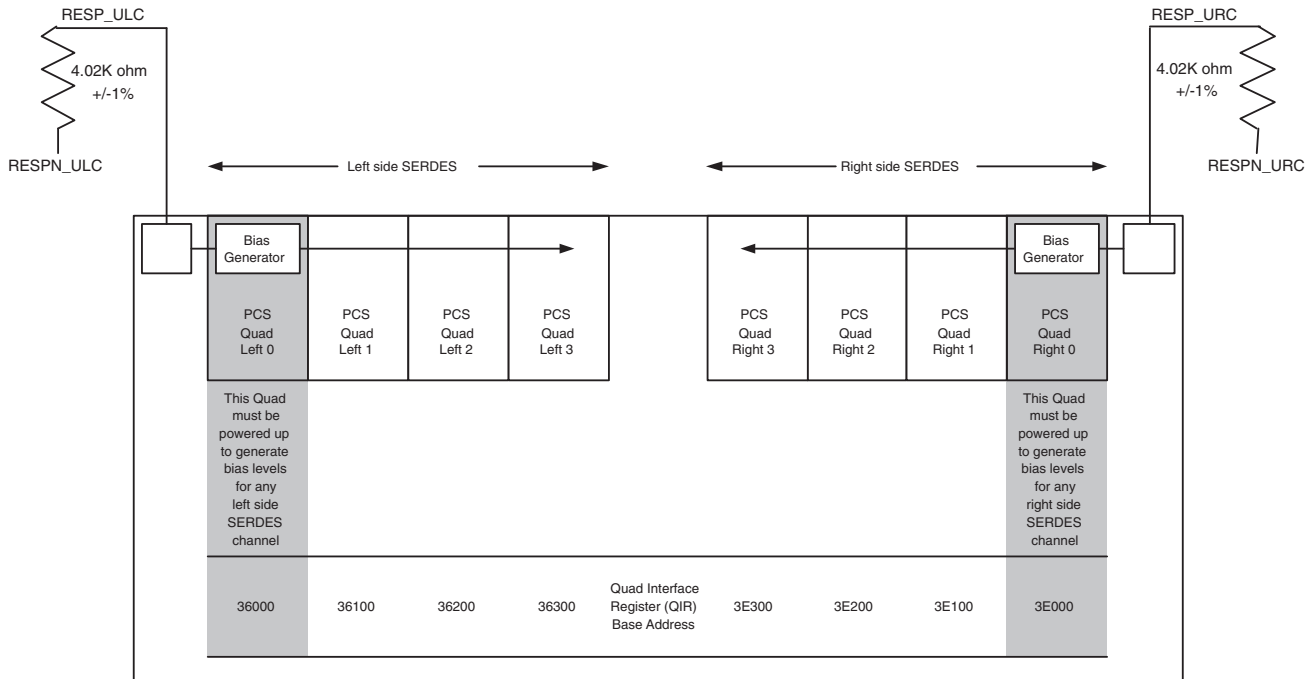 RESP_ULC
RESP_URC
4.02K ohm
+/-1%
4.02K ohm
+/-1%
RESPN_ULC
RESPN_URC
Left side SERDES
Right side SERDES
Bias
Generator
Bias
Generator
PCS
Quad
Left 0
PCS
Quad
Left 1
PCS
Quad
Left 2
PCS
Quad
Left 3
PCS
Quad
Right 3
PCS
Quad
Right 2
PCS
Quad
Right 1
PCS
Quad
Right 0
This Quad
must be
powered up
to generate
bias levels
for any
left side
SERDES
channel
This Quad
must be
powered up
to generate
bias levels
for any
right side
SERDES
channel
36000
36100
36200
36300
Quad Interface
Register (QIR)
Base Address
3E300
3E200
3E100
3E000